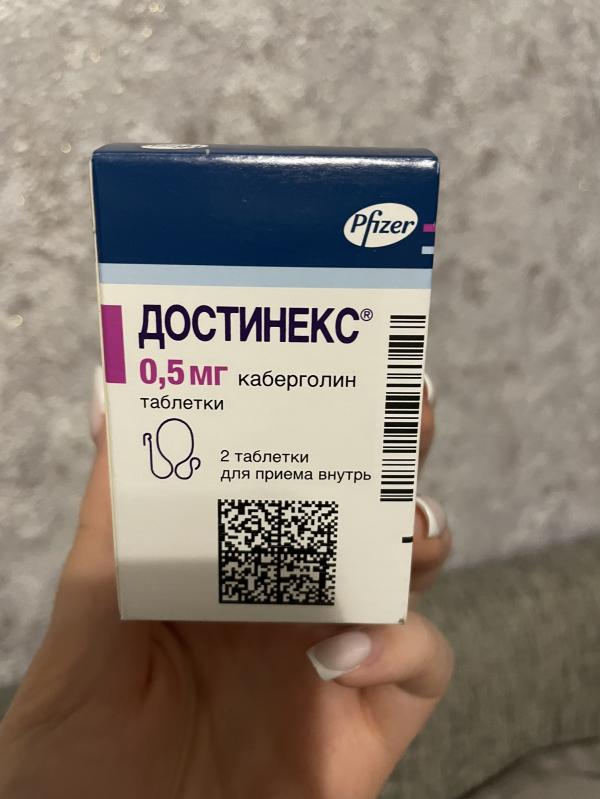 Pfizer
ДОСТИНЕКС®
0,5 мг каберголин
таблетки
2 таблетки
для приема внутрь